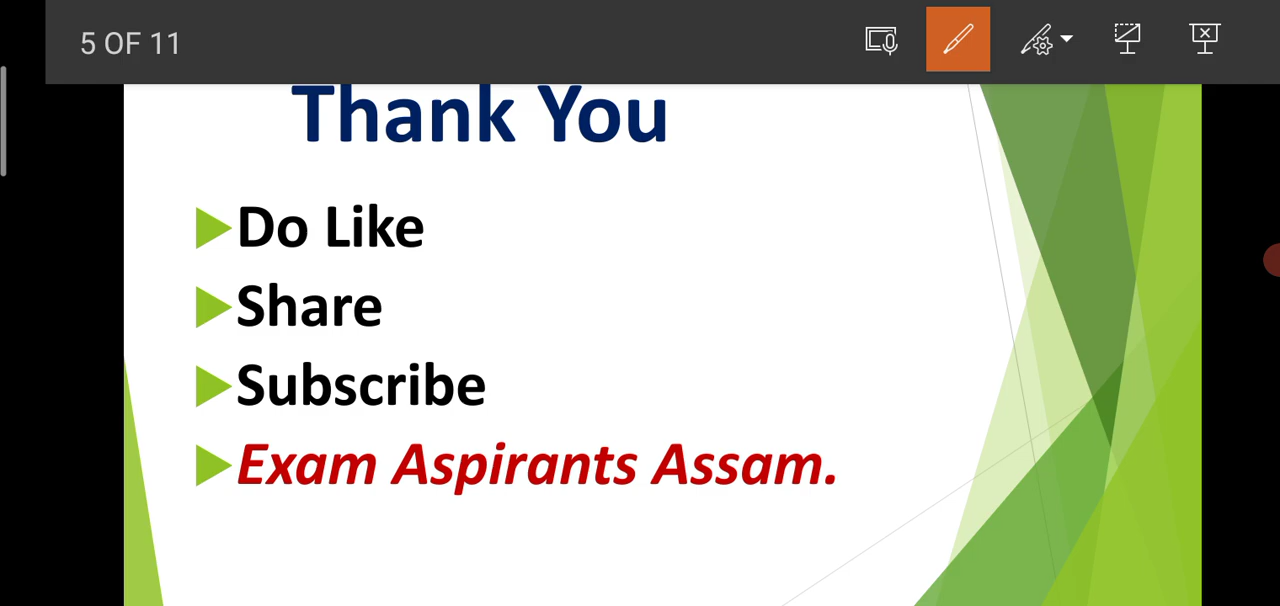 5 OF 11
Thank You
Do Like
Share
Subscribe
Exam Aspirants Assam.